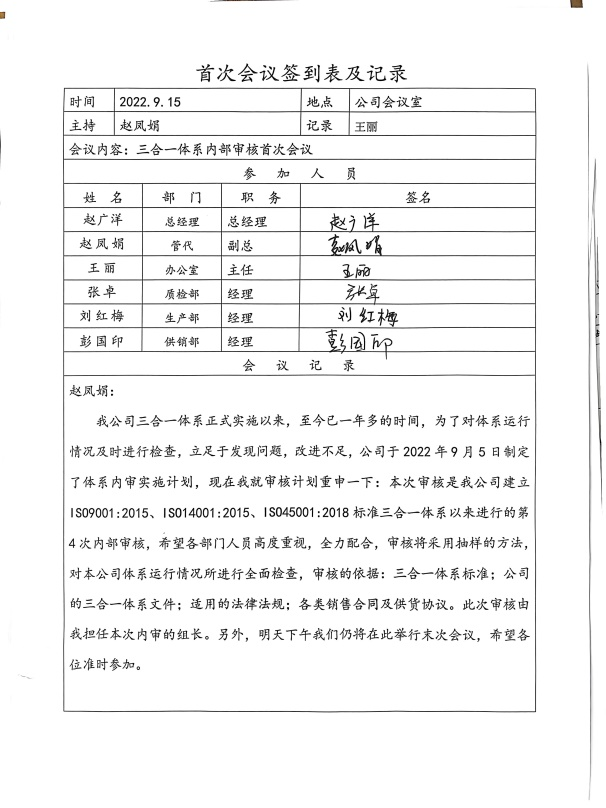 首次会议签到表及记录
时间 2022.9.15 地点 公司会议室
主持 赵凤娟 记录 王丽
会议内容：三合一体系内部审核首次会议
参 加 人 员
姓 名 部 门 职 务 签名
赵广洋 总经理 总经理 赵广洋
赵凤娟 管代 副总 赵凤娟
王丽 办公室 主任 王丽
张卓 质检部 经理 张卓
刘红梅 生产部 经理 刘红梅
彭国印 供销部 经理 彭国印
会 议 记 录
赵凤娟：
我公司三合一体系正式实施以来，至今已一年多的时间，为了对体系运行
情况及时进行检查，立足于发现问题，改进不足，公司于 2022 年 9 月 5 日制定
了体系内审实施计划，现在我就审核计划重申一下：本次审核是我公司建立
ISO9001:2015、ISO14001:2015、ISO45001:2018 标准三合一体系以来进行的第
4 次内部审核，希望各部门人员高度重视，全力配合，审核将采用抽样的方法，
对本公司体系运行情况所进行全面检查，审核的依据：三合一体系标准；公司
的三合一体系文件；适用的法律法规；各类销售合同及供货协议。此次审核由
我担任本次内审的组长。另外，明天下午我们仍将在此举行末次会议，希望各
位准时参加。